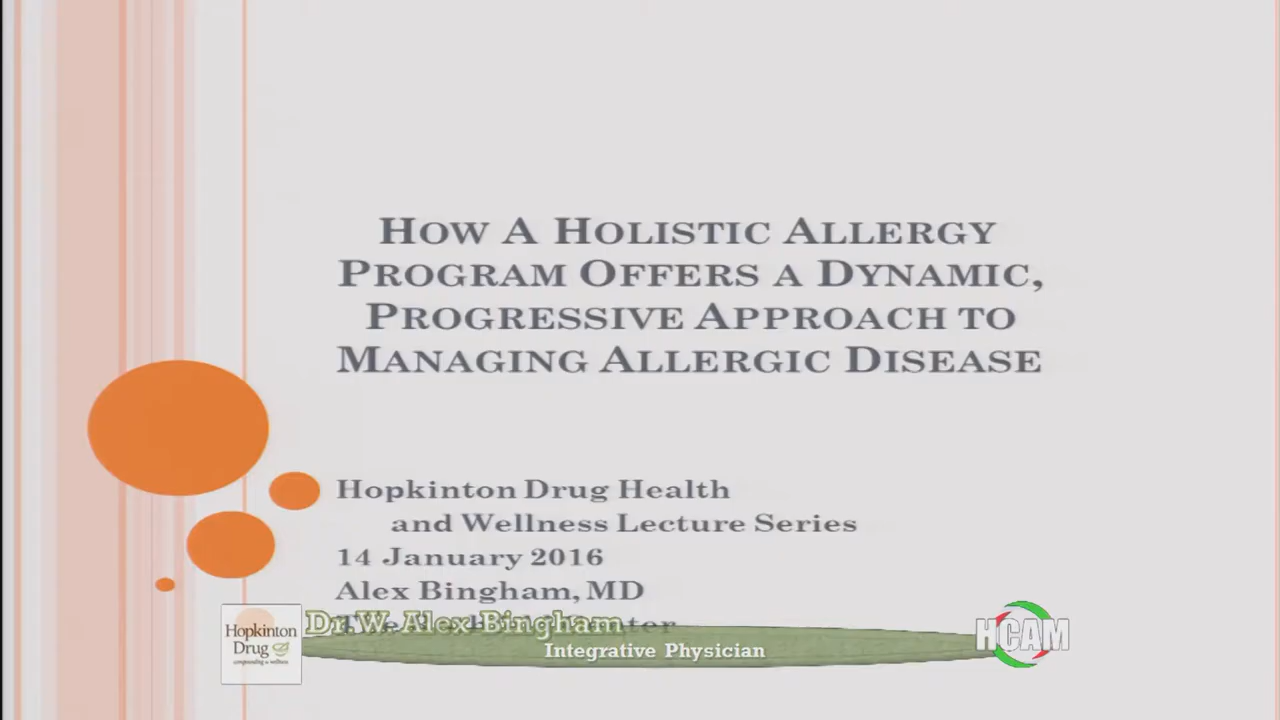 HOW A HOLISTIC ALLERGY
PROGRAM OFFERS A DYNAMIC,
PROGRESSIVE APPROACH TO
MANAGING ALLERGIC DISEASE
Hopkinton Drug Health
and Wellness Lecture Series
14 January 2016
Alex Bingham, MD
Dr. W. Alex Bingham
Integrative Physician
Hopkinton
Drug
HCAM